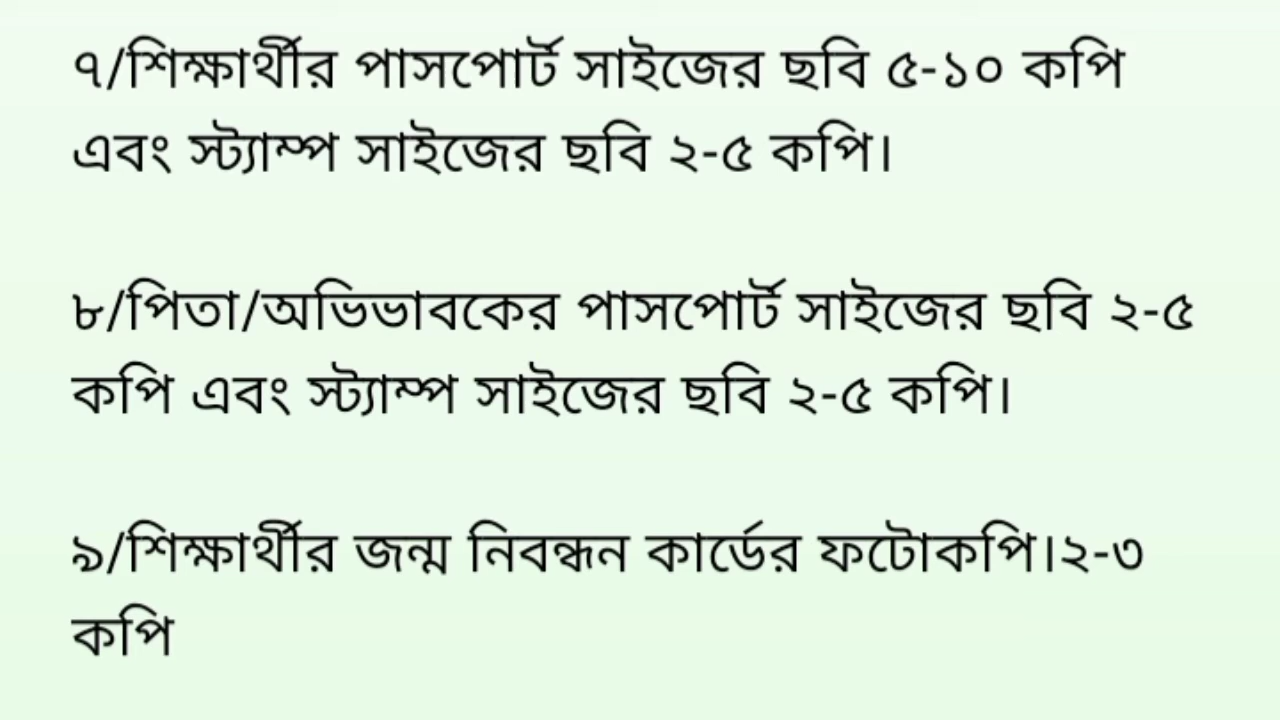 ৭/শিক্ষার্থীর পাসপোর্ট সাইজের ছবি ৫-১০ কপি
এবং স্ট্যাম্প সাইজের ছবি ২-৫ কপি।
৮/পিতা/অভিভাবকের পাসপোর্ট সাইজের ছবি ২-৫
কপি এবং স্ট্যাম্প সাইজের ছবি ২-৫ কপি।
৯/শিক্ষার্থীর জন্ম নিবন্ধন কার্ডের ফটোকপি।২-৩
কপি